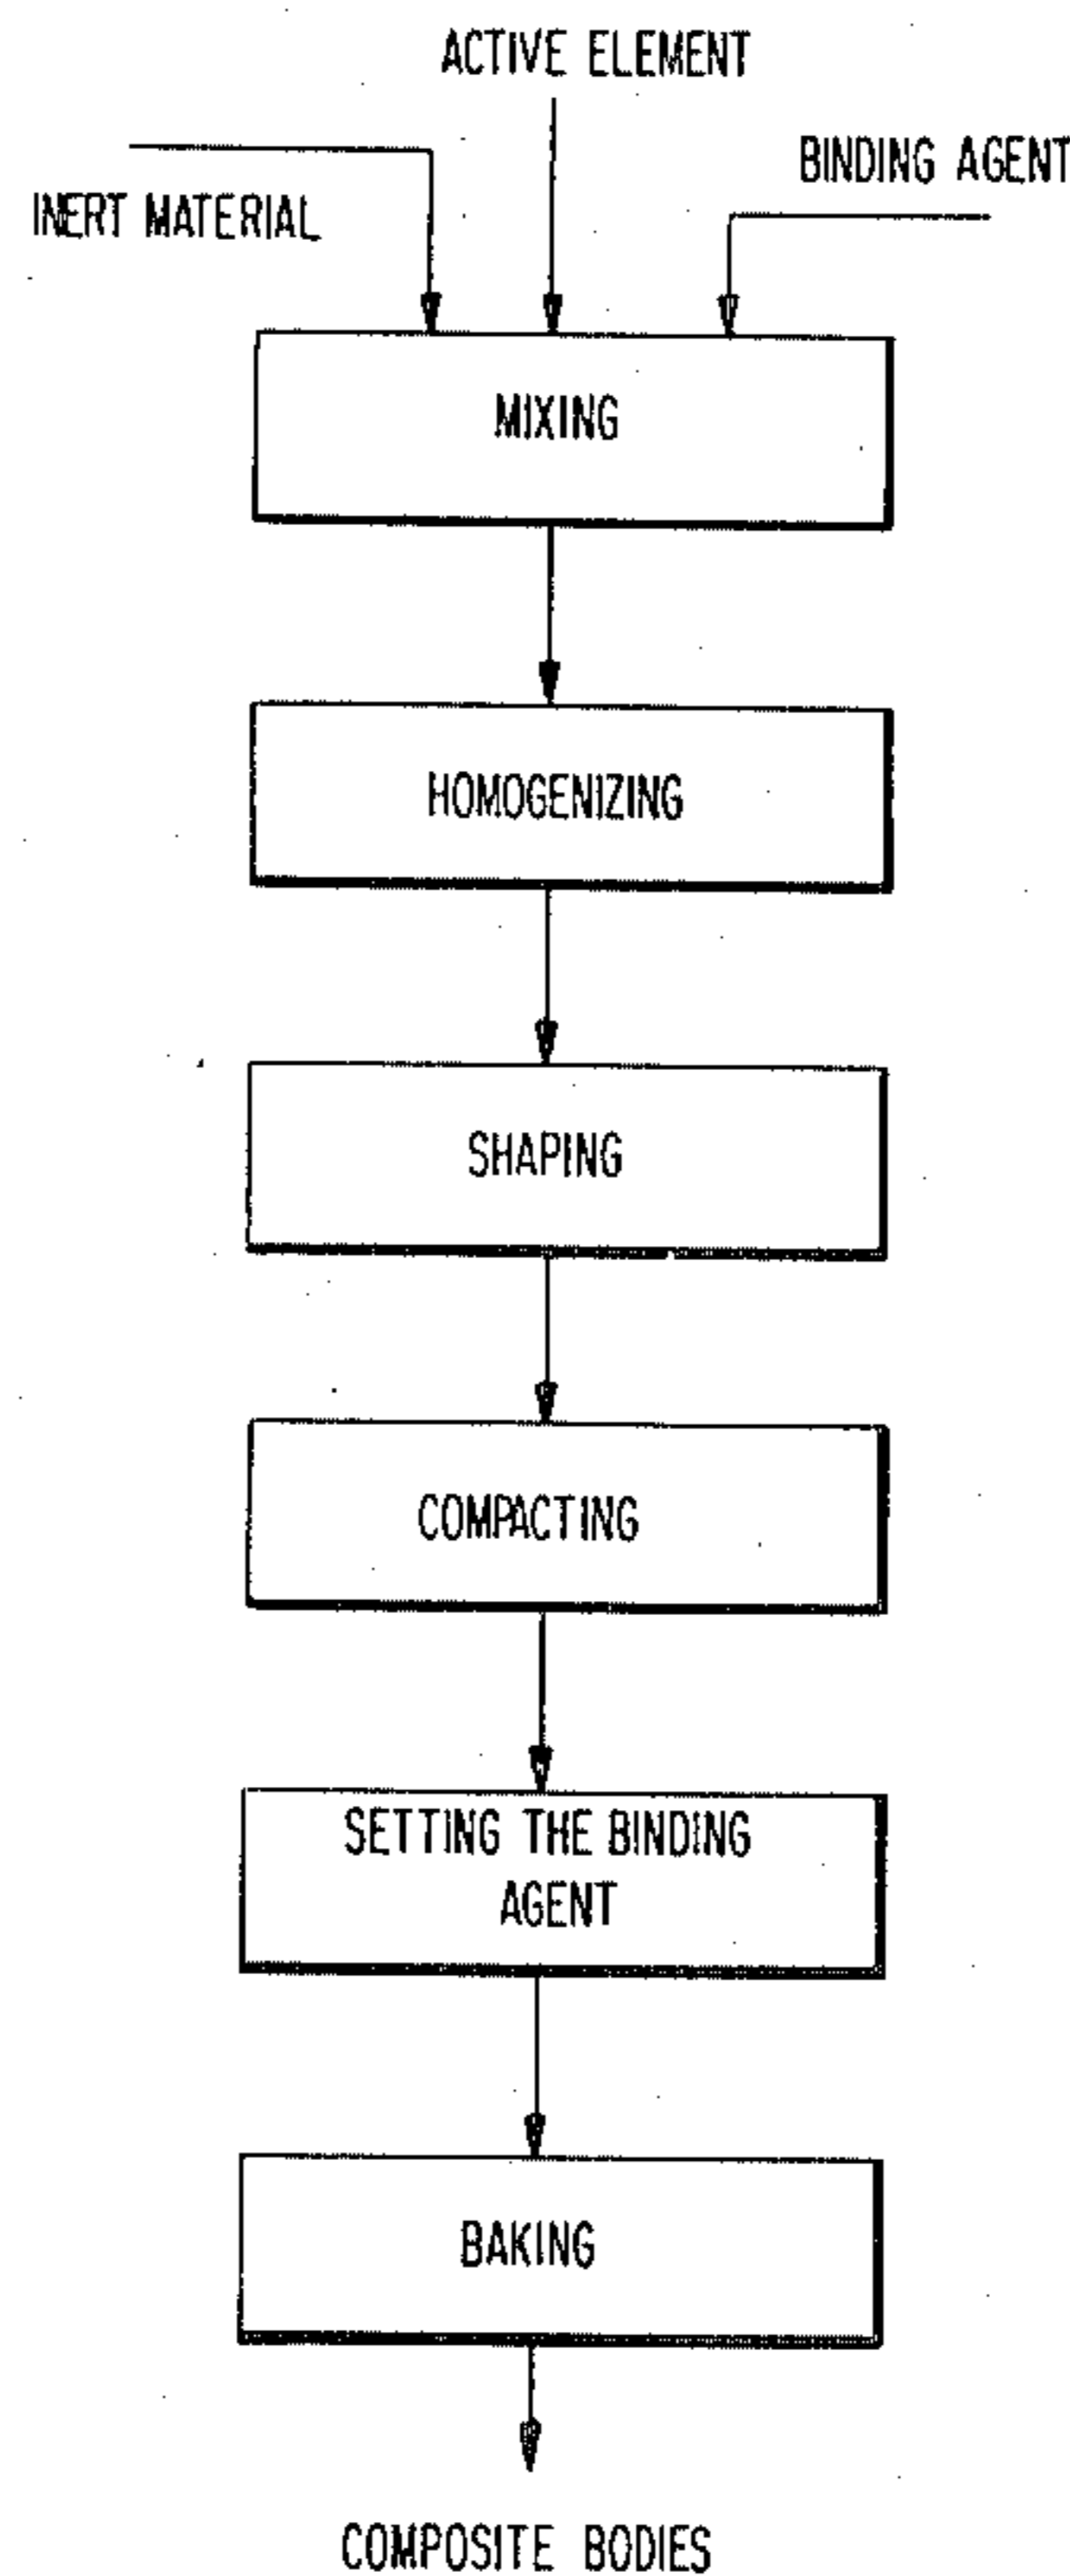 ACTIVE ELEMENT
BINDING AGENT
INERT MATERIAL
MIXING
HOMOGENIZING
SHAPING
COMPACTING
SETTING THE BINDING
AGENT
BAKING
COMPOSITE BODIES